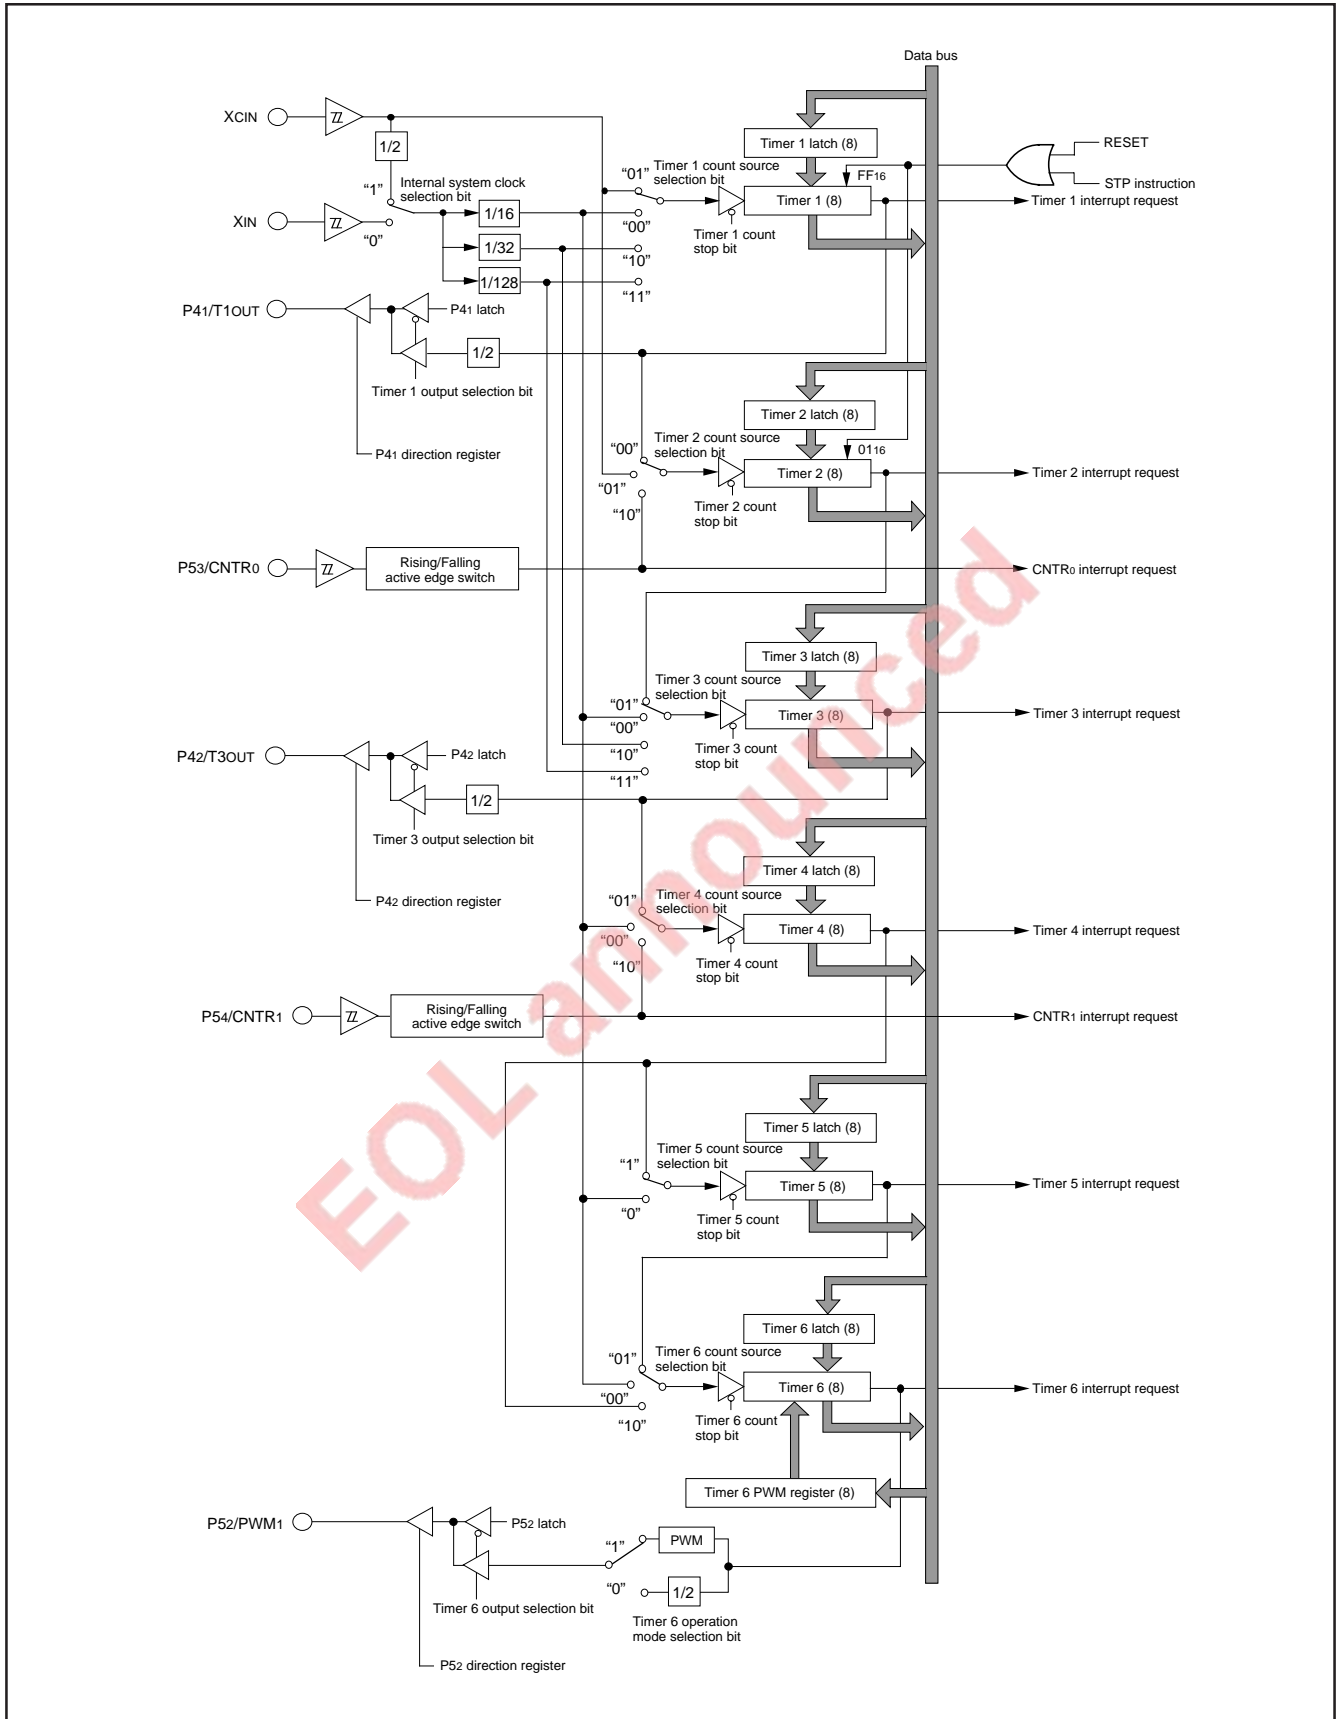 Data bus
XCIN
1/2
Timer 1 latch (8)
RESET
STP instruction
“01”
Timer 1 count source
selection bit
FF16
“1”
Internal system clock
selection bit
1/16
Timer 1 (8)
Timer 1 interrupt request
XIN
“0”
“00”
Timer 1 count
stop bit
1/32
“10”
1/128
“11”
P41/T1OUT
P41 latch
1/2
Timer 1 output selection bit
Timer 2 latch (8)
P41 direction register
“00”
Timer 2 count source
selection bit
0116
Timer 2 (8)
Timer 2 interrupt request
“01”
“10”
Timer 2 count
stop bit
P53/CNTR0
Rising/Falling
active edge switch
CNTR0 interrupt request
Timer 3 latch (8)
Timer 3 count source
selection bit
“01”
Timer 3 (8)
Timer 3 interrupt request
“00”
“10”
Timer 3 count
stop bit
“11”
P42/T3OUT
P42 latch
1/2
Timer 3 output selection bit
Timer 4 latch (8)
P42 direction register
“01”
Timer 4 count source
selection bit
Timer 4 (8)
Timer 4 interrupt request
“00”
“10”
Timer 4 count
stop bit
P54/CNTR1
Rising/Falling
active edge switch
CNTR1 interrupt request
Timer 5 latch (8)
Timer 5 count source
selection bit
“1”
Timer 5 (8)
Timer 5 interrupt request
“0”
Timer 5 count
stop bit
Timer 6 latch (8)
“01”
Timer 6 count source
selection bit
Timer 6 (8)
Timer 6 interrupt request
“00”
“10”
Timer 6 count
stop bit
Timer 6 PWM register (8)
P52/PWM1
P52 latch
“1”
PWM
“0”
1/2
Timer 6 output selection bit
Timer 6 operation
mode selection bit
P52 direction register
EOL announced